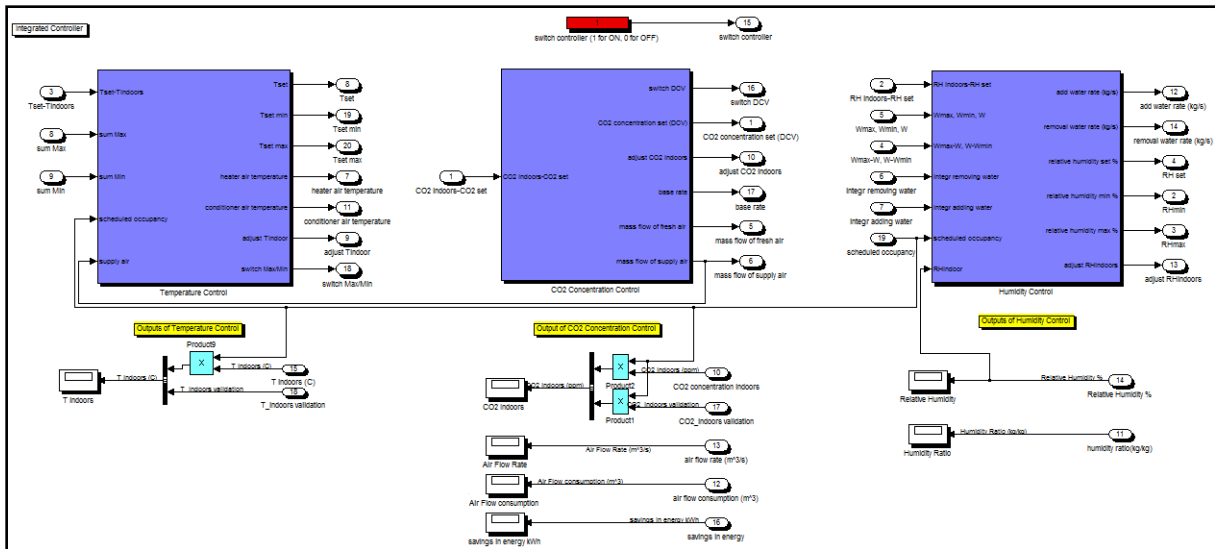 Integrated Controller
1
switch controller (1 for ON, 0 for OFF)
15
switch controller
3
Tset-Tindoors
8
sum Max
9
sum Min
Tset-Tindoors
sum Max
sum Min
scheduled occupancy
supply air
Tset
Tset min
Tset max
heater air temperature
conditioner air temperature
adjust Tindoor
switch Max/Min
Temperature Control
8
Tset
19
Tset min
20
Tset max
7
heater air temperature
11
conditioner air temperature
9
adjust Tindoor
18
switch Max/Min
1
CO2 Indoors-CO2 set
CO2 Indoors-CO2 set
switch DCV
CO2 concentration set (DCV)
adjust CO2 Indoors
base rate
mass flow of fresh air
mass flow of supply air
CO2 Concentration Control
16
switch DCV
1
CO2 concentration set (DCV)
10
adjust CO2 Indoors
17
base rate
5
mass flow of fresh air
6
mass flow of supply air
2
RH Indoors-RH set
5
Wmax, Wmin, W
4
Wmax-W, W-Wmin
6
Integr removing water
7
Integr adding water
19
scheduled occupancy
RH Indoors-RH set
Wmax, Wmin, W
Wmax-W, W-Wmin
Integr removing water
Integr adding water
scheduled occupancy
RHIndoor
add water rate (kg/s)
removal water rate (kg/s)
relative humidity set %
relative humidity min %
relative humidity max %
adjust RHIndoors
Humidity Control
12
add water rate (kg/s)
14
removal water rate (kg/s)
4
RH set
2
RHmin
3
RHmax
13
adjust RHIndoors
Outputs of Temperature Control
Product9
X
T Indoors (C)
T Indoors
T Indoors (C)
15
T Indoors (C)
T_Indoors validation
18
T_Indoors validation
Output of CO2 Concentration Control
X
Product2
X
Product1
CO2 Indoors (ppm)
CO2 Indoors
CO2 Indoors (ppm)
10
CO2 concentration Indoors
CO2_Indoors validation
17
CO2_Indoors validation
Air Flow Rate
Air Flow Rate (m^3/s)
13
air flow rate (m^3/s)
Air Flow consumption
Air Flow consumption (m^3)
12
air flow consumption (m^3)
savings in energy kWh
savings in energy kWh
16
savings in energy
Outputs of Humidity Control
Relative Humidity
Relative Humidity %
14
Relative Humidity %
Humidity Ratio
Humidity Ratio (kg/kg)
11
humidity ratio(kg/kg)